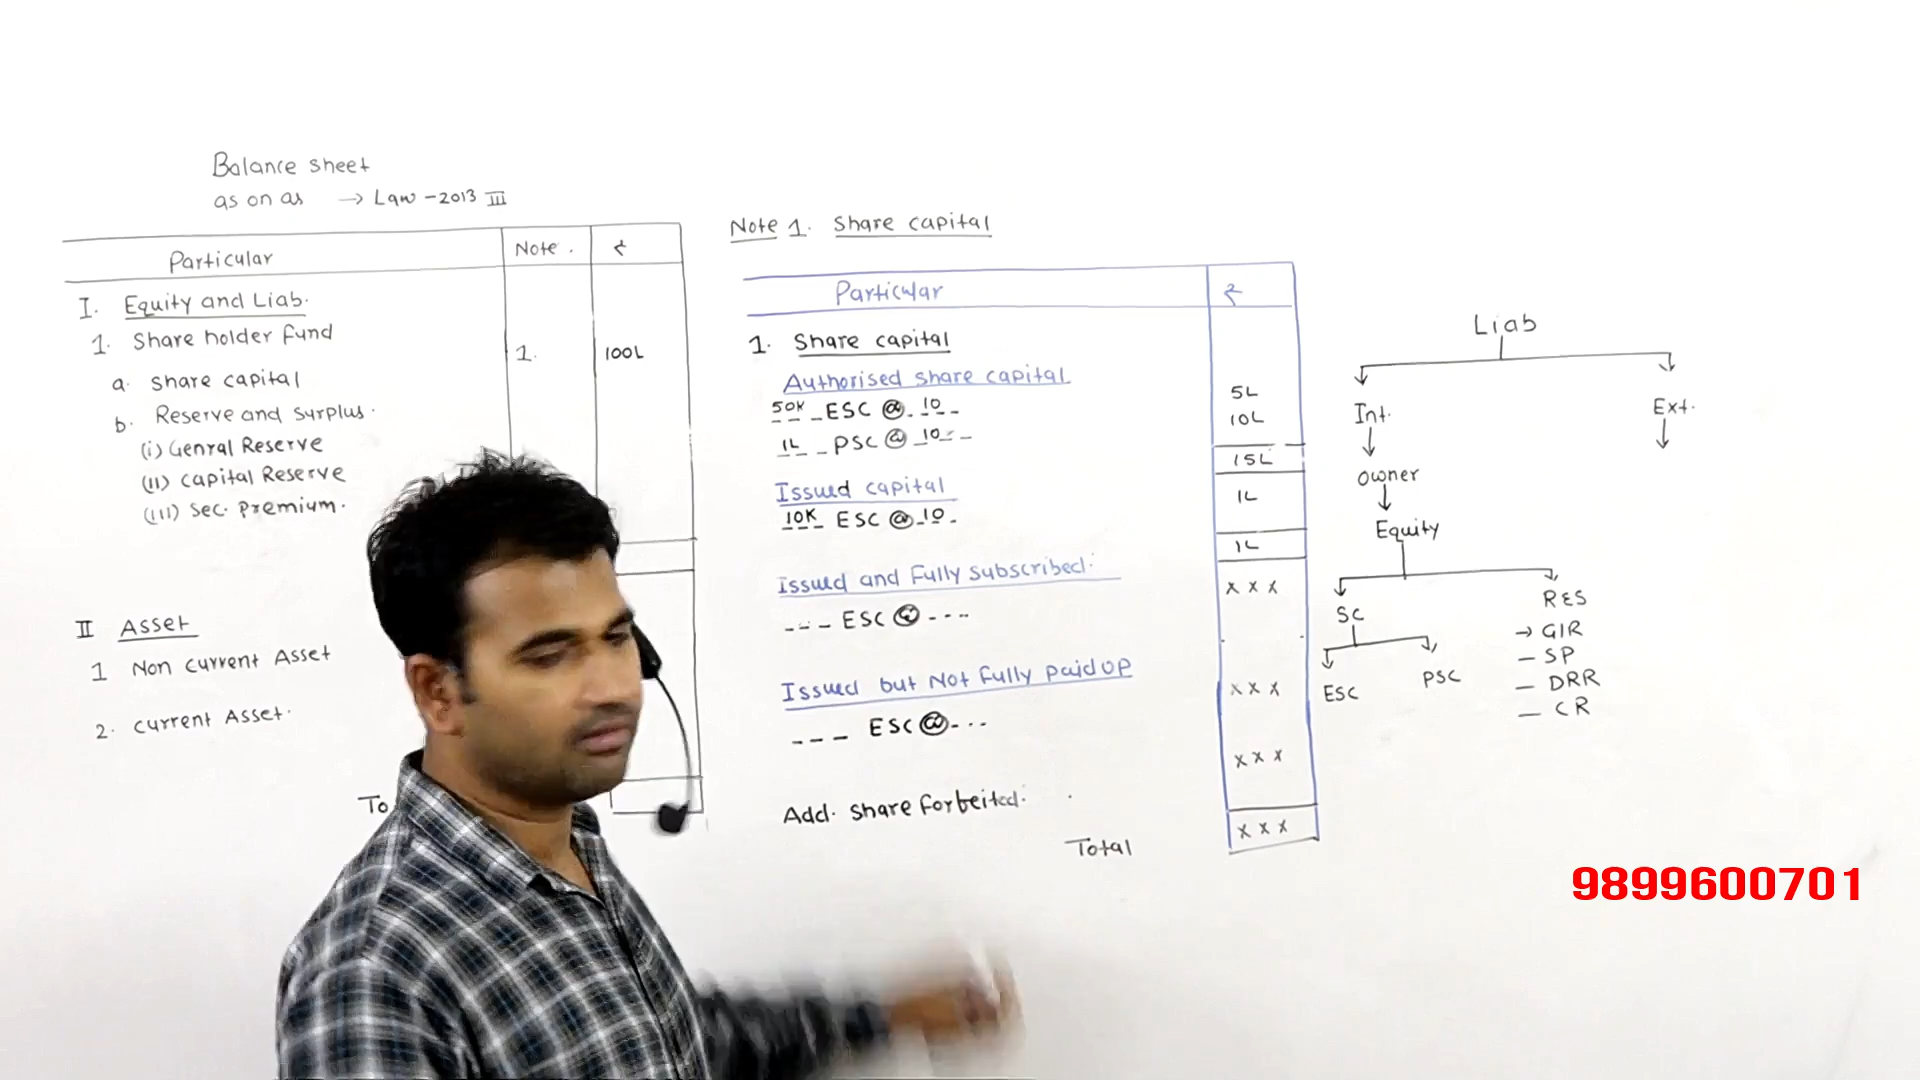 Balance sheet
as on as → Law - 2013 III
Particular Note. ₹
I. Equity and Liab.
1. Share holder fund
1. 100L
a. Share capital
b. Reserve and surplus.
(i) Genral Reserve
(ii) capital Reserve
(iii) Sec. Premium.
II Asset
1 Non current Asset
2. current Asset.
To
Note 1. Share capital
Particular ₹
1. Share capital
Authorised share capital
50K ESC @ 10 5L
1L PSC @ 10 10L
15L
Issued capital 1L
10K ESC @ 10
1L
Issued and Fully subscribed: x x x
--- ESC @ ----
Issued but Not Fully paid up x x x
--- ESC @ ---
x x x
Add. share Forfeited:
Total x x x
Liab
Int. Ext.
owner
Equity
SC R&S
ESC PSC
→ GR
- SP
- DRR
- CR
9899600701